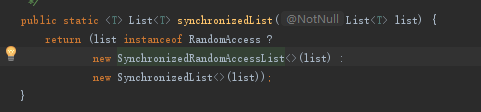 */
public static <T> List<T> synchronizedList( @NotNull List<T> list) {
return (list instanceof RandomAccess ?
new SynchronizedRandomAccessList<>(list) :
new SynchronizedList<>(list));
}